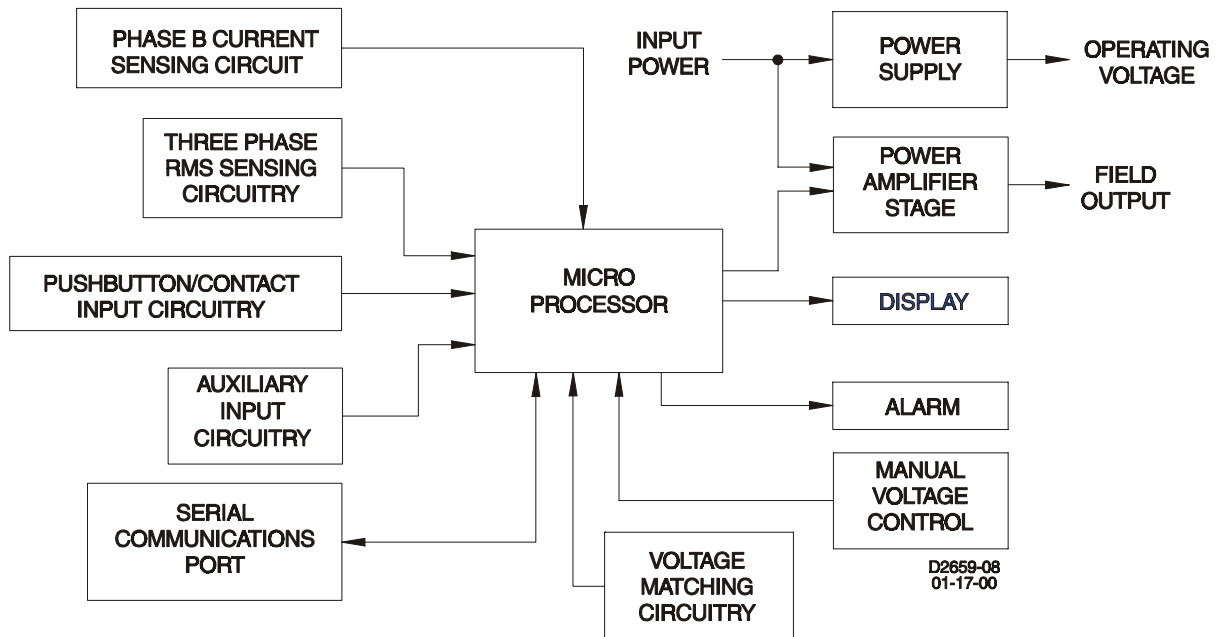 PHASE B CURRENT
SENSING CIRCUIT
THREE PHASE
RMS SENSING
CIRCUITRY
PUSHBUTTON/CONTACT
INPUT CIRCUITRY
AUXILIARY
INPUT
CIRCUITRY
SERIAL
COMMUNICATIONS
PORT
MICRO
PROCESSOR
INPUT
POWER
POWER
SUPPLY
OPERATING
VOLTAGE
POWER
AMPLIFIER
STAGE
FIELD
OUTPUT
DISPLAY
ALARM
MANUAL
VOLTAGE
CONTROL
VOLTAGE
MATCHING
CIRCUITRY
D2659-08
01-17-00